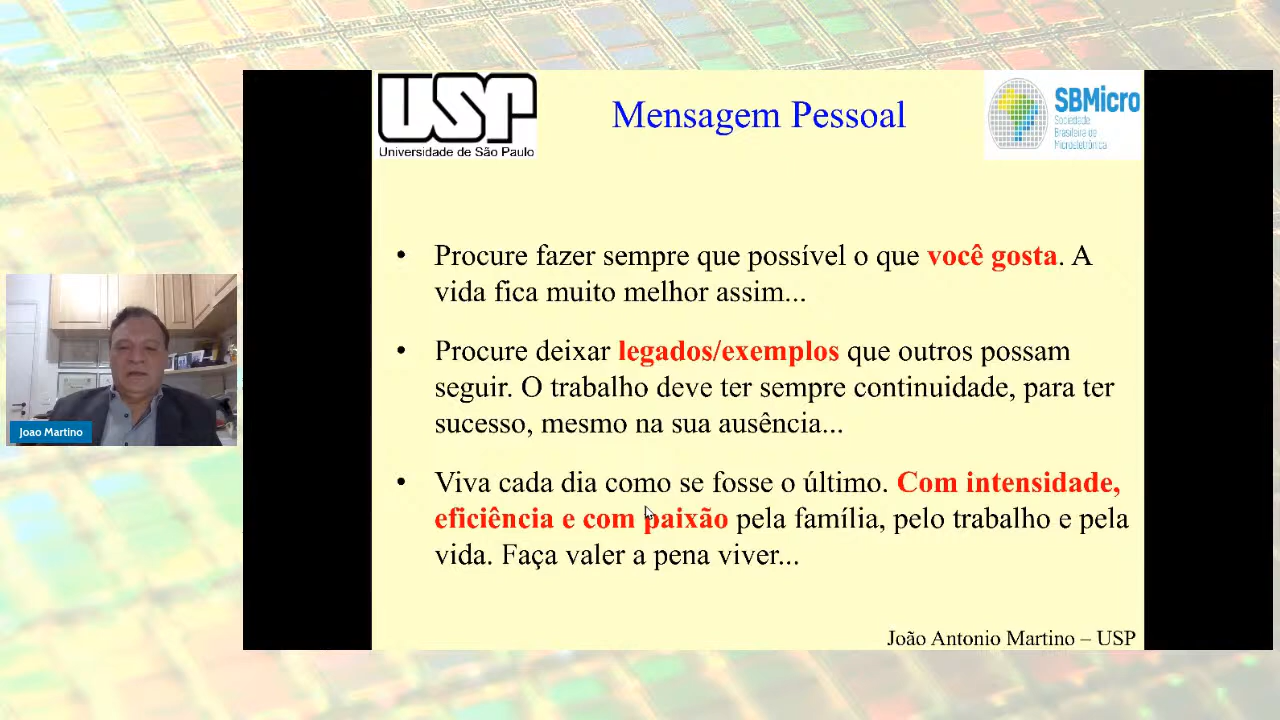 USP
Universidade de São Paulo
Mensagem Pessoal
SBMicro
Sociedade
Brasileira de
Microeletrônica
• Procure fazer sempre que possível o que você gosta. A
vida fica muito melhor assim...
• Procure deixar legados/exemplos que outros possam
seguir. O trabalho deve ter sempre continuidade, para ter
sucesso, mesmo na sua ausência...
• Viva cada dia como se fosse o último. Com intensidade,
eficiência e com paixão pela família, pelo trabalho e pela
vida. Faça valer a pena viver...
João Antonio Martino – USP
Joao Martino